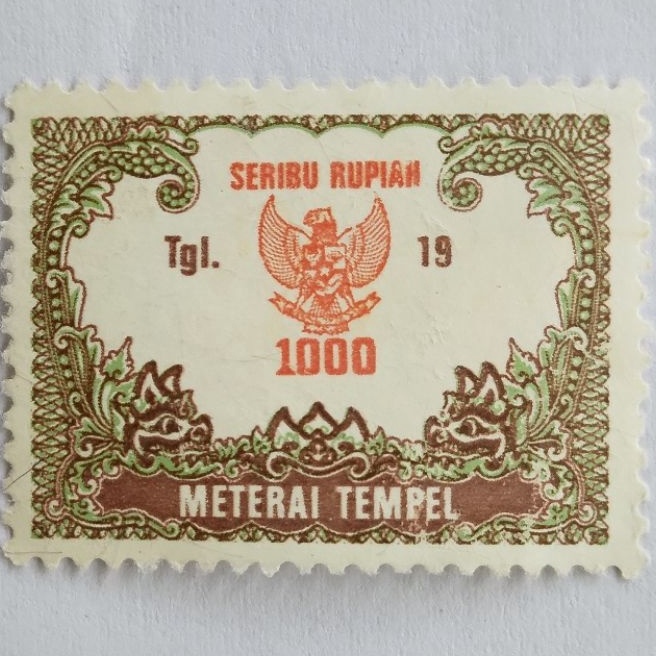 SERIBU RUPIAH
Tgl. 19
1000
METERAI TEMPEL